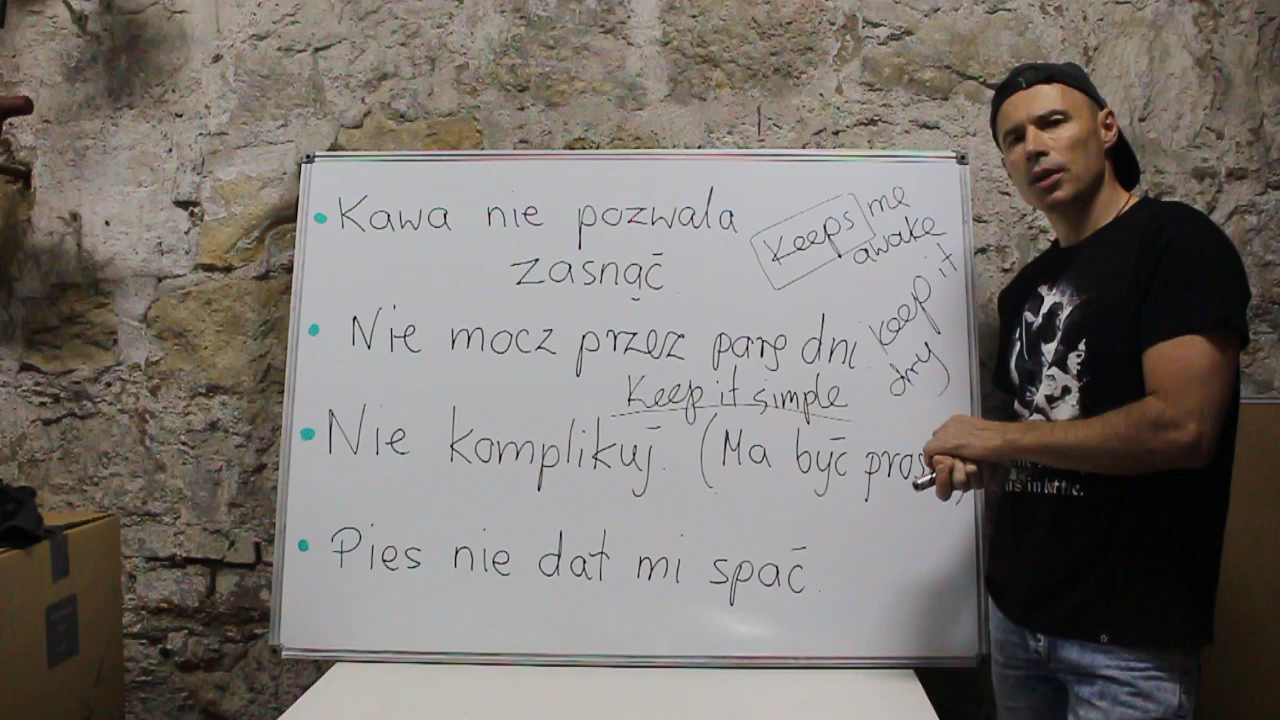 Kawa nie pozwala
zasnąć
Keeps me
awake
Nie mocz przez parę dni
Keep it
dry
Keep it simple
Nie komplikuj. (Ma być
Pies nie dał mi spać.